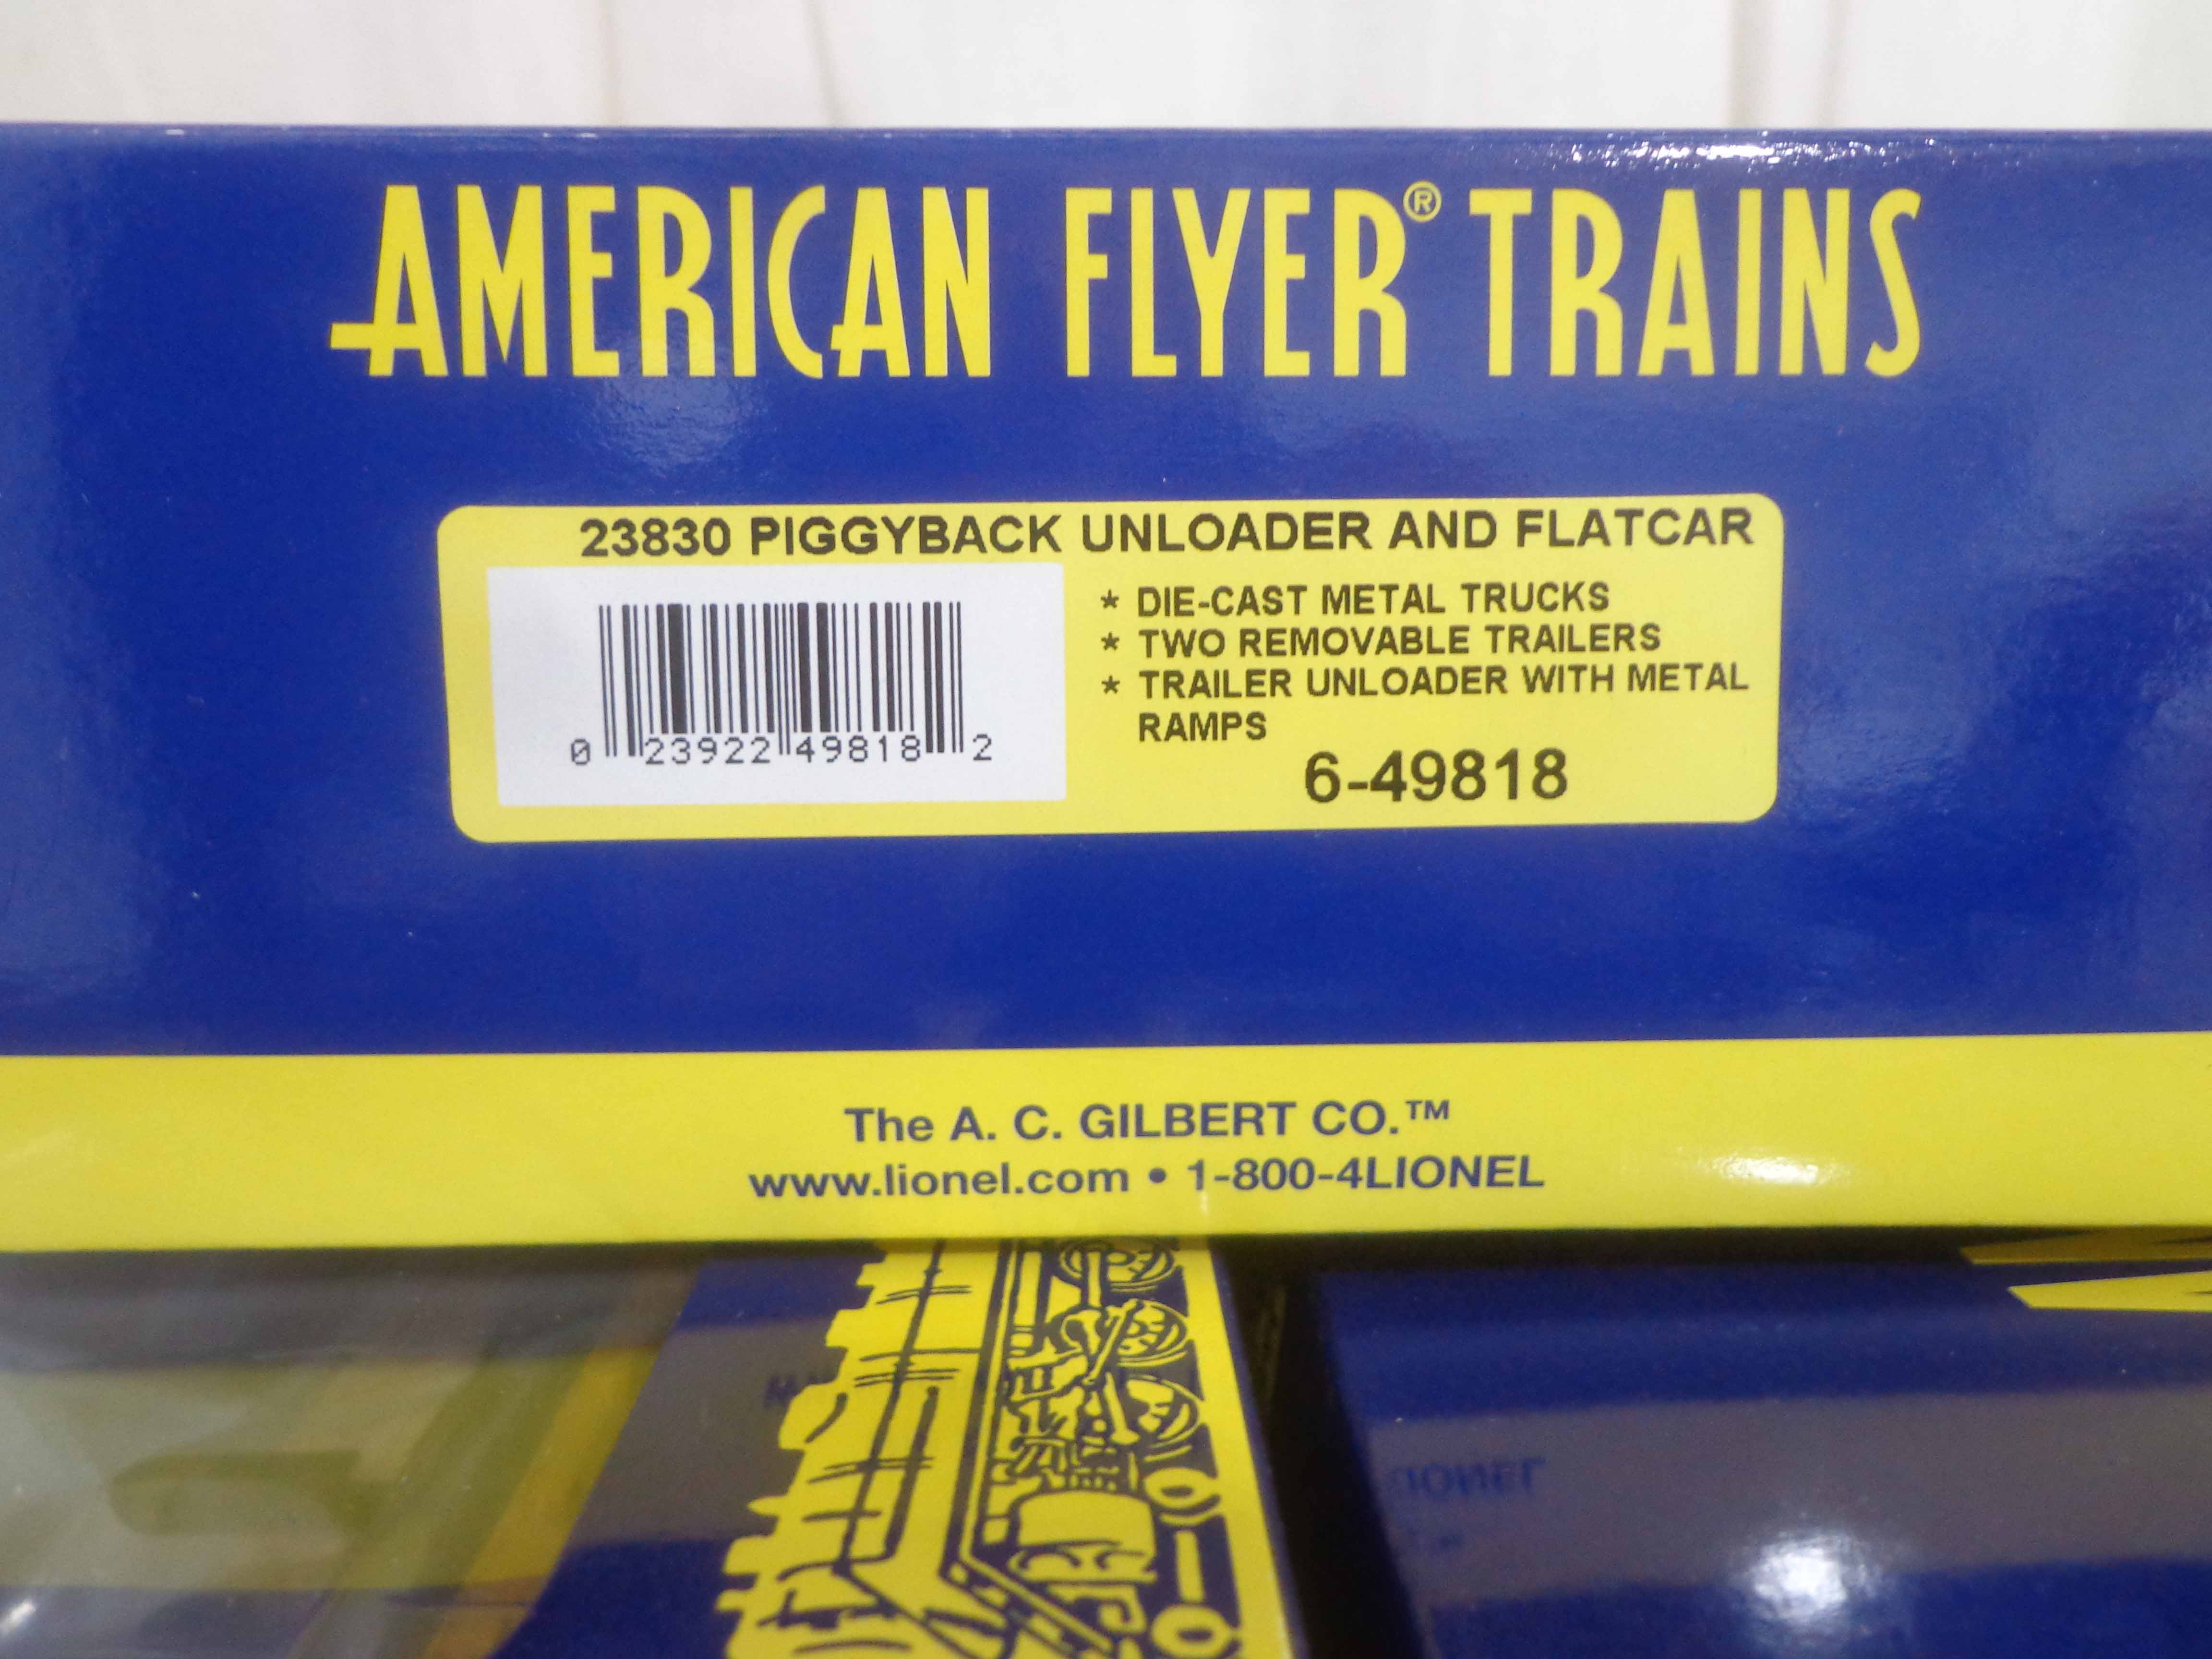 AMERICAN FLYER® TRAINS
23830 PIGGYBACK UNLOADER AND FLATCAR
* DIE-CAST METAL TRUCKS
* TWO REMOVABLE TRAILERS
* TRAILER UNLOADER WITH METAL
RAMPS
0 23922 49818 2
6-49818
The A. C. GILBERT CO.™
www.lionel.com • 1-800-4LIONEL